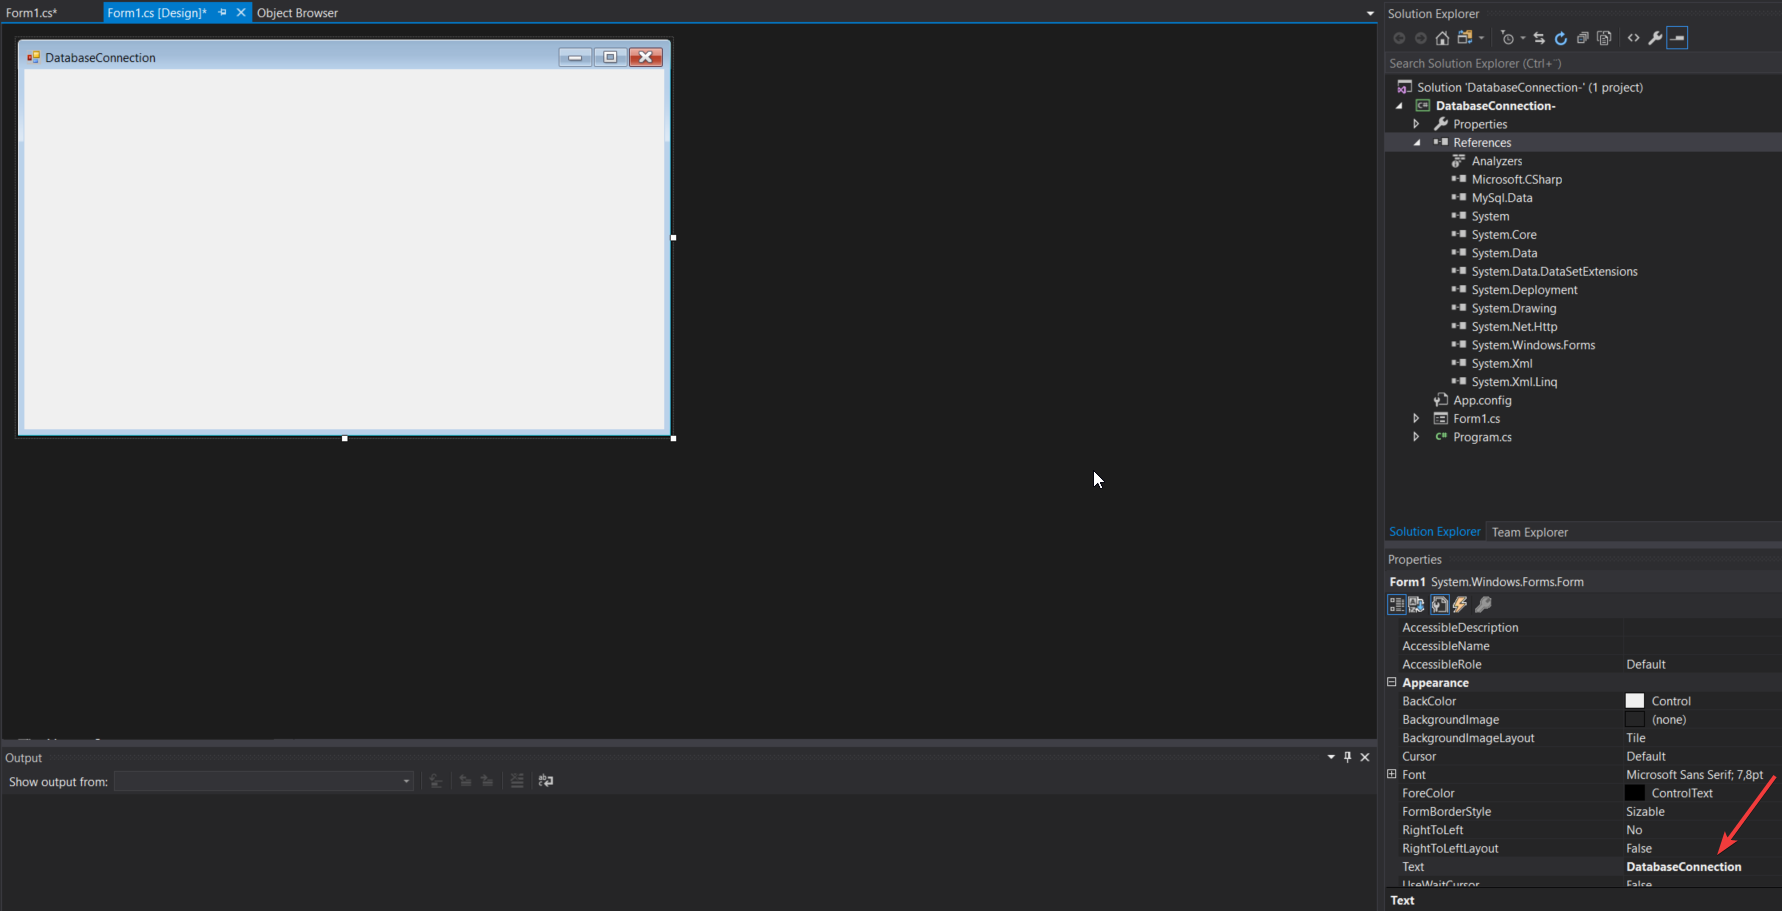 Form1.cs*
Form1.cs [Design]*
Object Browser
DatabaseConnection
Output
Show output from:
Solution Explorer
Search Solution Explorer (Ctrl+¨)
Solution 'DatabaseConnection-' (1 project)
DatabaseConnection-
Properties
References
Analyzers
Microsoft.CSharp
MySql.Data
System
System.Core
System.Data
System.Data.DataSetExtensions
System.Deployment
System.Drawing
System.Net.Http
System.Windows.Forms
System.Xml
System.Xml.Linq
App.config
Form1.cs
C# Program.cs
Solution Explorer Team Explorer
Properties
Form1 System.Windows.Forms.Form
AccessibleDescription
AccessibleName
AccessibleRole Default
Appearance
BackColor Control
BackgroundImage (none)
BackgroundImageLayout Tile
Cursor Default
Font Microsoft Sans Serif; 7,8pt
ForeColor ControlText
FormBorderStyle Sizable
RightToLeft No
RightToLeftLayout False
Text DatabaseConnection
UseWaitCursor False
Text